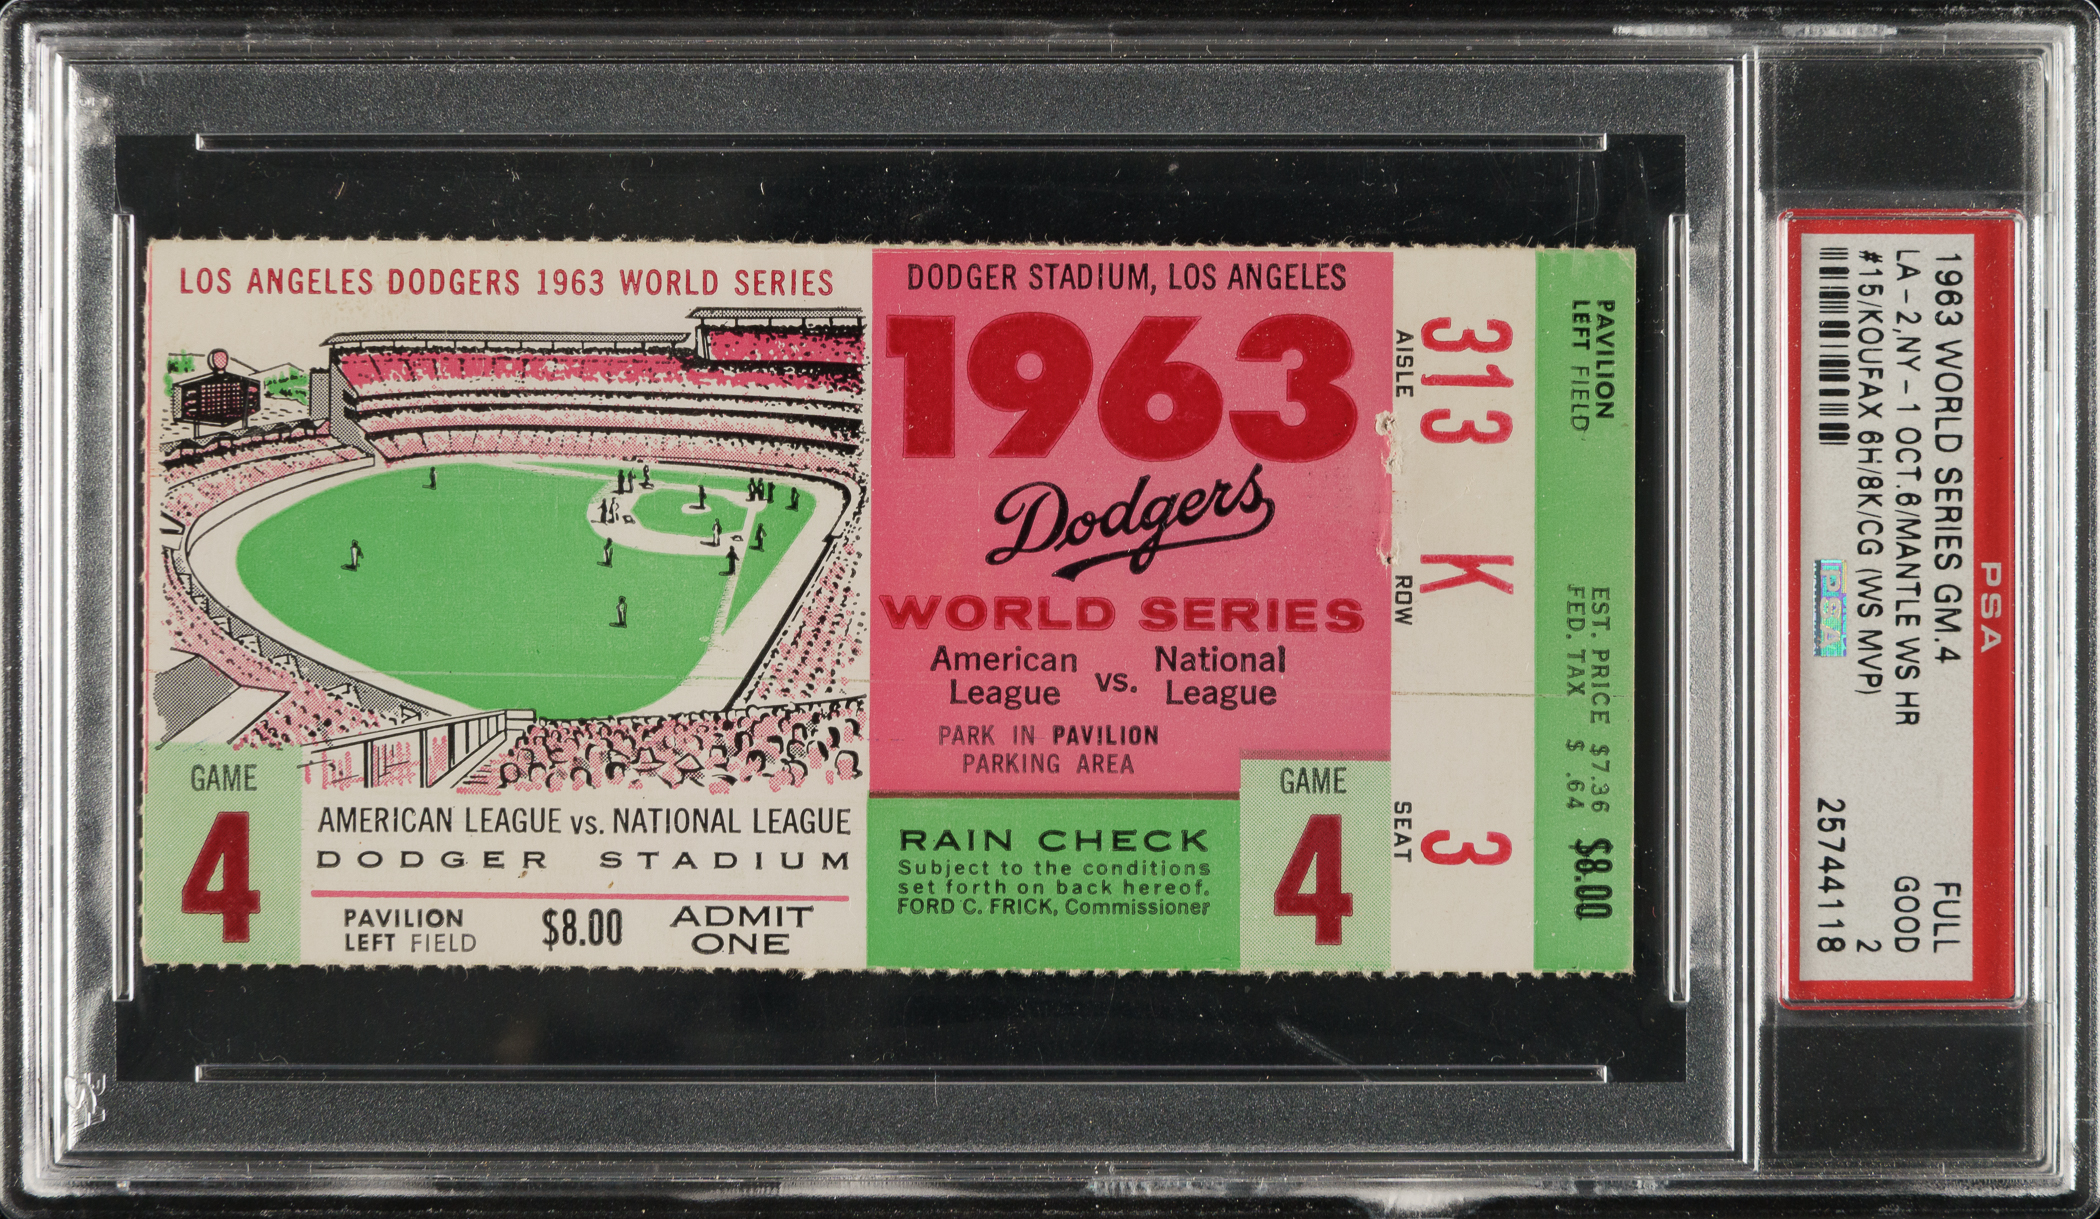 LOS ANGELES DODGERS 1963 WORLD SERIES
GAME
4
AMERICAN LEAGUE vs. NATIONAL LEAGUE
DODGER STADIUM
PAVILION
LEFT FIELD
$8.00
ADMIT
ONE
DODGER STADIUM, LOS ANGELES
1963
Dodgers
WORLD SERIES
American
League
vs.
National
League
PARK IN PAVILION
PARKING AREA
RAIN CHECK
Subject to the conditions
set forth on back hereof.
FORD C. FRICK, Commissioner
GAME
4
AISLE 313
ROW K
SEAT 3
PAVILION
LEFT FIELD
EST. PRICE $7.36
FED. TAX $ .64
$8.00
PSA
1963 WORLD SERIES GM.4 FULL
LA-2,NY-1 OCT.6/MANTLE WS HR GOOD
#15/KOUFAX 6H/8K/CG (WS MVP) 2
PSA
25744118